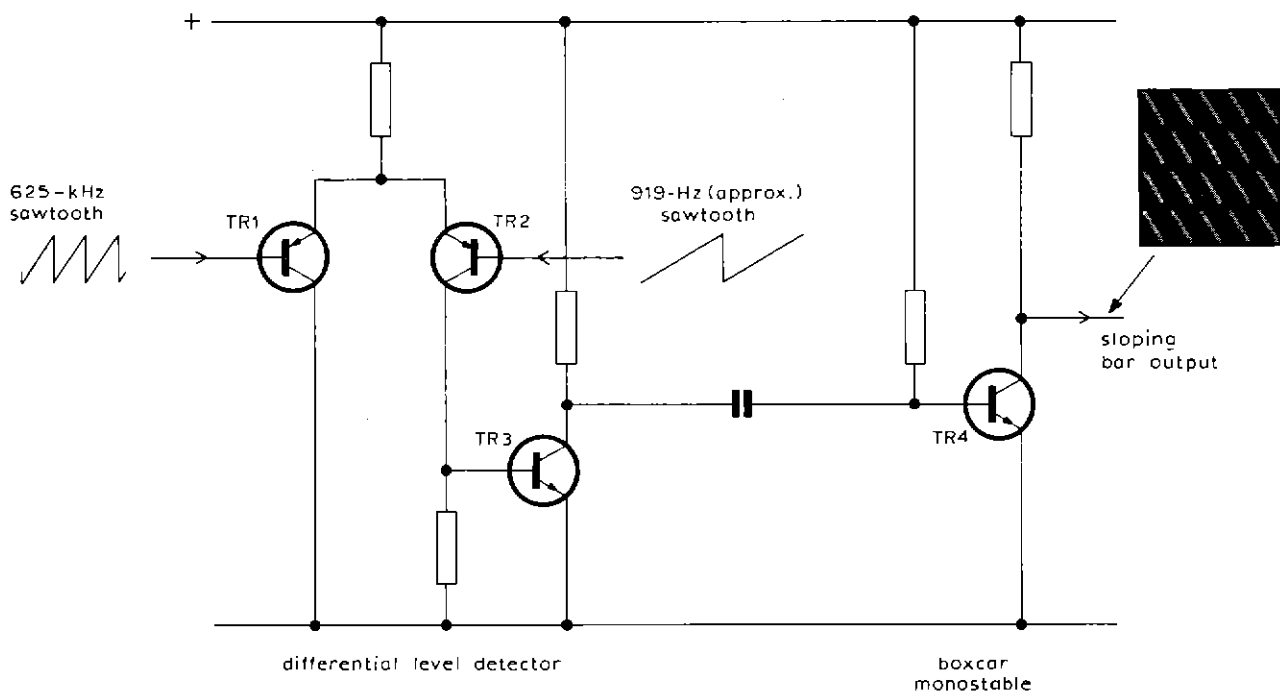 +
625-kHz
sawtooth
TR1
TR2
919-Hz (approx.)
sawtooth
TR3
TR4
sloping
bar output
differential level detector
boxcar
monostable